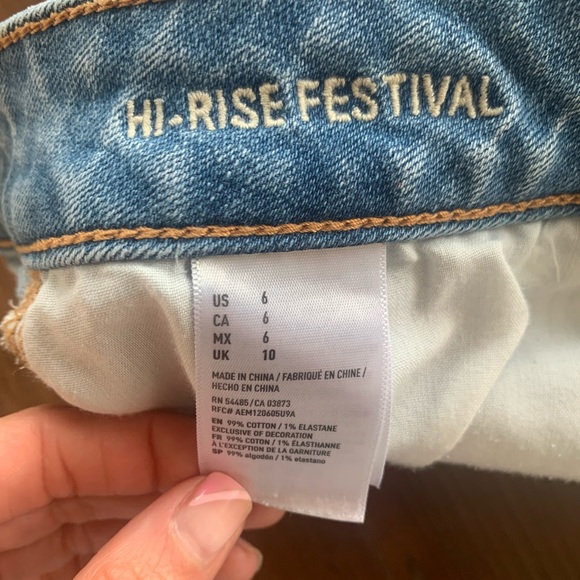 HI-RISE FESTIVAL
US 6
CA 6
MX 6
UK 10
MADE IN CHINA / FABRIQUÉ EN CHINE /
HECHO EN CHINA
RN 54485/CA 03873
RFC# AEM120605U9A
EN 99% COTTON / 1% ELASTANE
EXCLUSIVE OF DECORATION
FR 99% COTON / 1% ÉLASTHANNE
À L'EXCEPTION DE LA GARNITURE
SP 99% algodón / 1% elastano